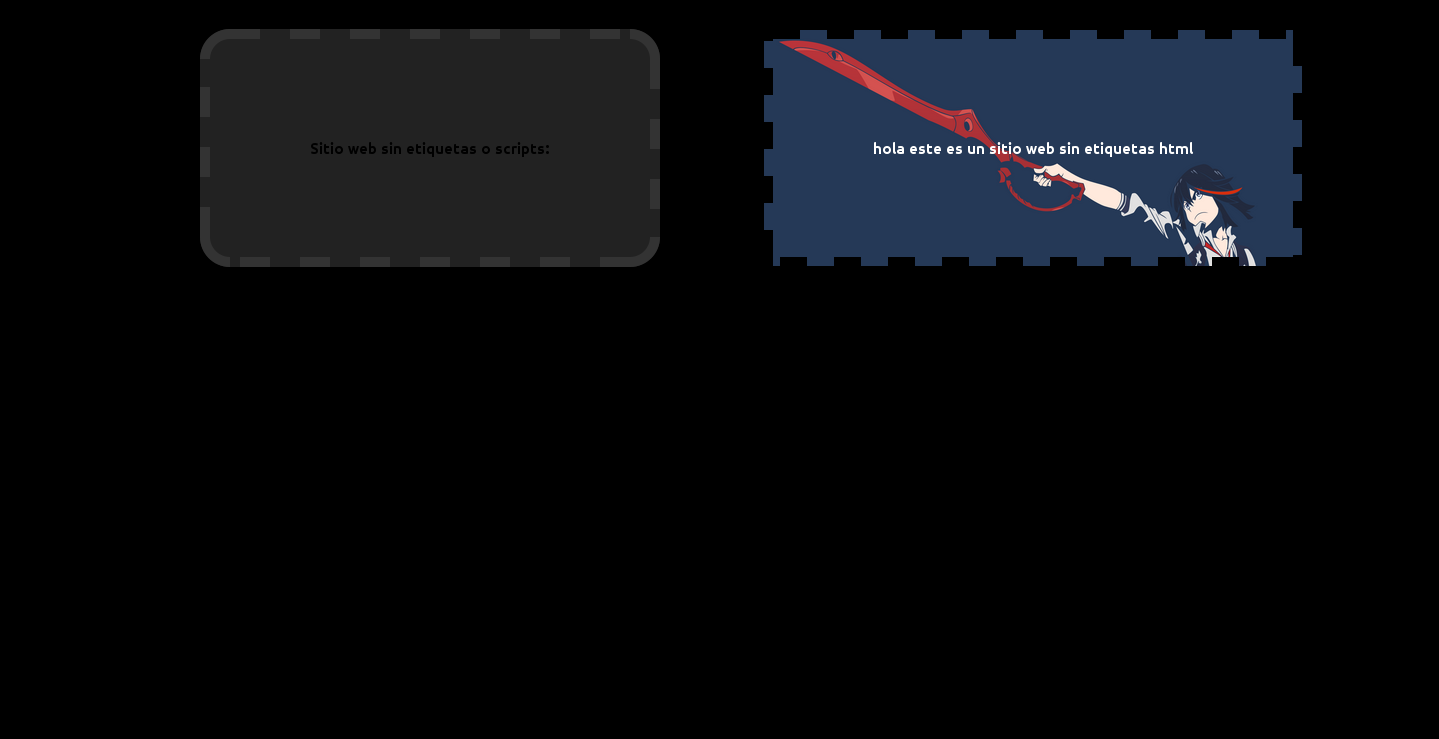 Sitio web sin etiquetas o scripts:
hola este es un sitio web sin etiquetas html